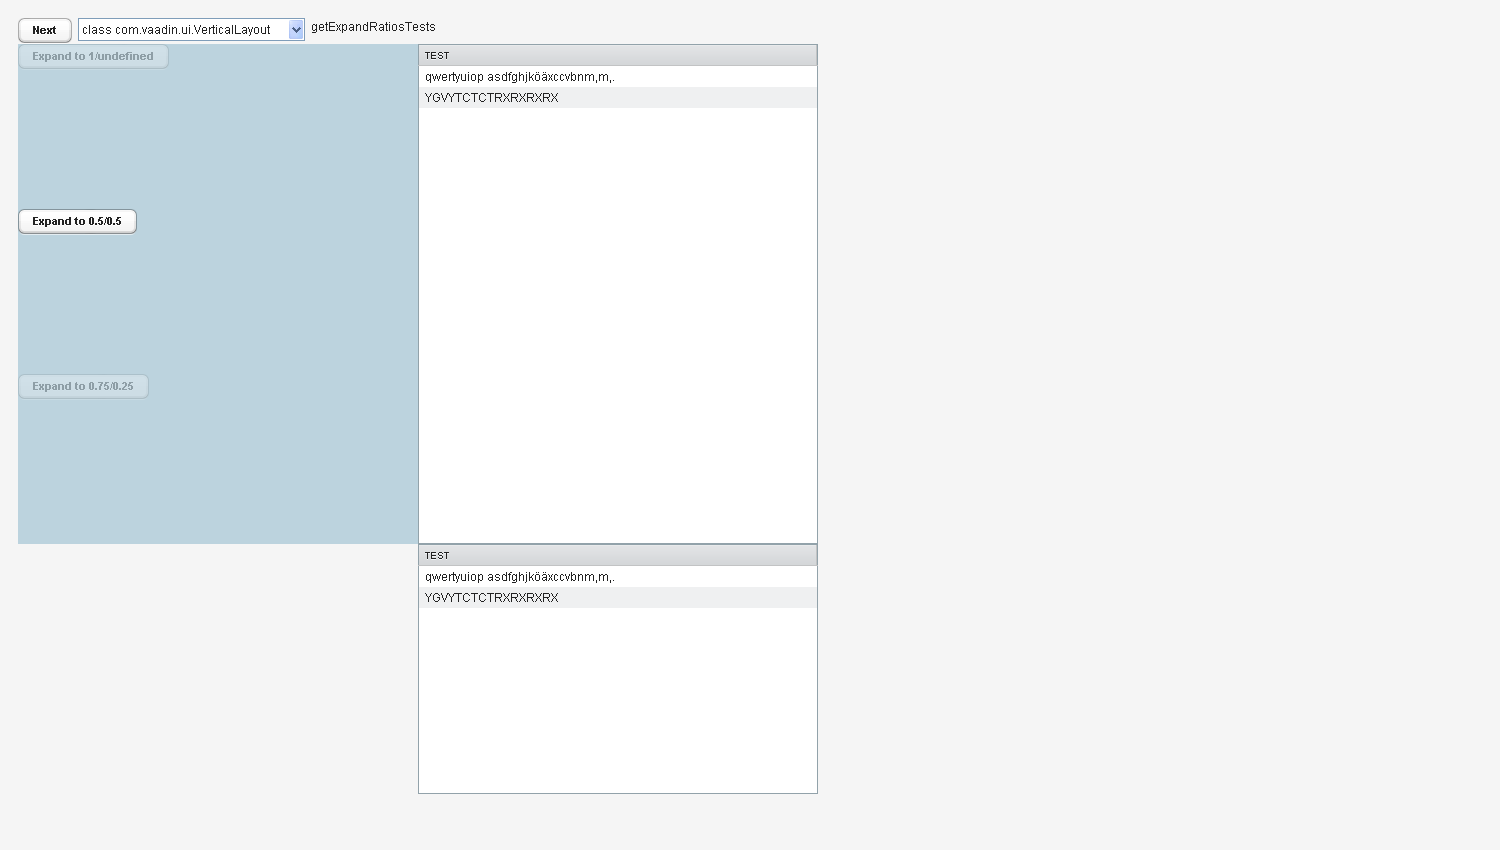 Next
class com.vaadin.ui.VerticalLayout
getExpandRatiosTests
Expand to 1/undefined
TEST
qwertyuiop asdfghjköäxccvbnm,m,.
YGVYTCTCTRXRXRXRX
Expand to 0.5/0.5
Expand to 0.75/0.25
TEST
qwertyuiop asdfghjköäxccvbnm,m,.
YGVYTCTCTRXRXRXRX